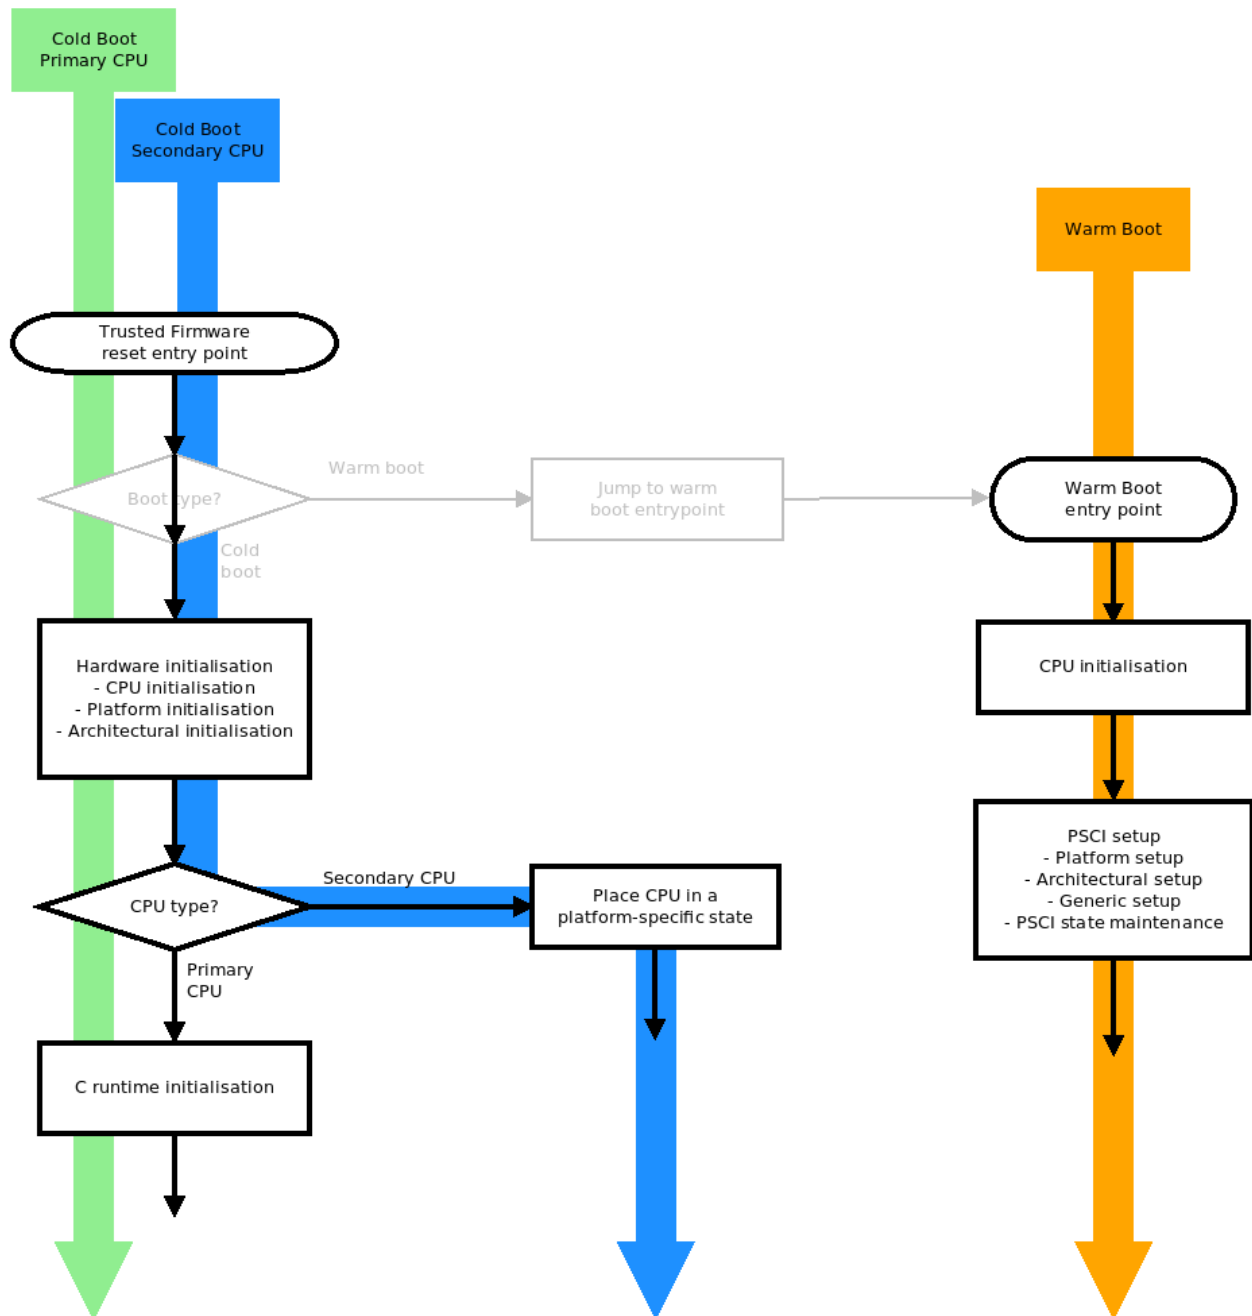 Cold Boot
Primary CPU
Cold Boot
Secondary CPU
Warm Boot
Trusted Firmware
reset entry point
Boot type?
Warm boot
Jump to warm
boot entrypoint
Warm Boot
entry point
Cold
boot
Hardware initialisation
- CPU initialisation
- Platform initialisation
- Architectural initialisation
CPU initialisation
PSCI setup
- Platform setup
- Architectural setup
- Generic setup
- PSCI state maintenance
CPU type?
Secondary CPU
Place CPU in a
platform-specific state
Primary
CPU
C runtime initialisation